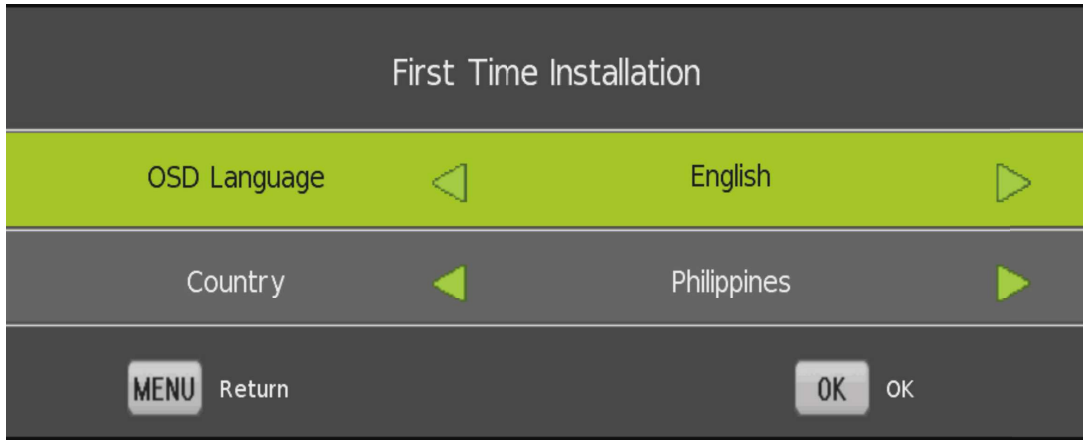 First Time Installation
OSD Language English
Country Philippines
MENU Return OK OK